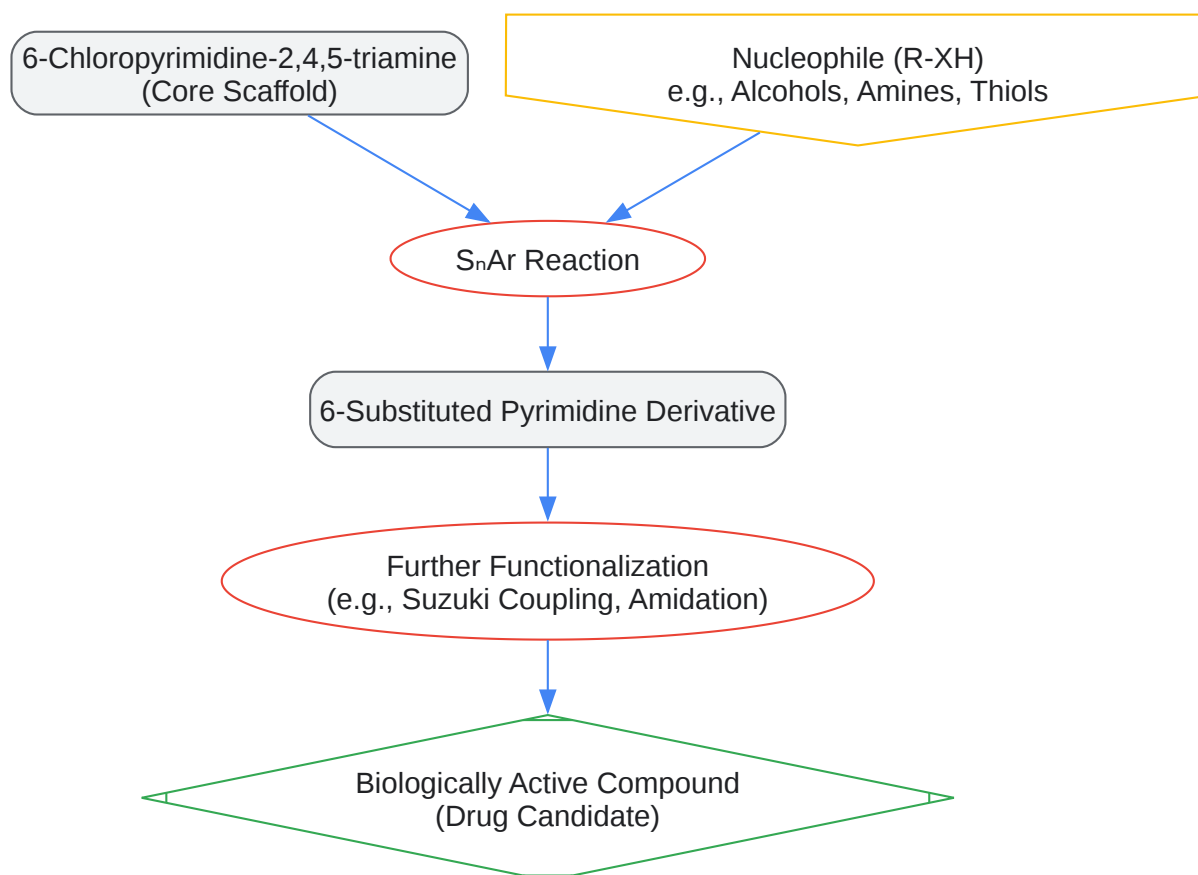 6-Chloropyrimidine-2,4,5-triamine
(Core Scaffold)
Nucleophile (R-XH)
e.g., Alcohols, Amines, Thiols
SₙAr Reaction
6-Substituted Pyrimidine Derivative
Further Functionalization
(e.g., Suzuki Coupling, Amidation)
Biologically Active Compound
(Drug Candidate)